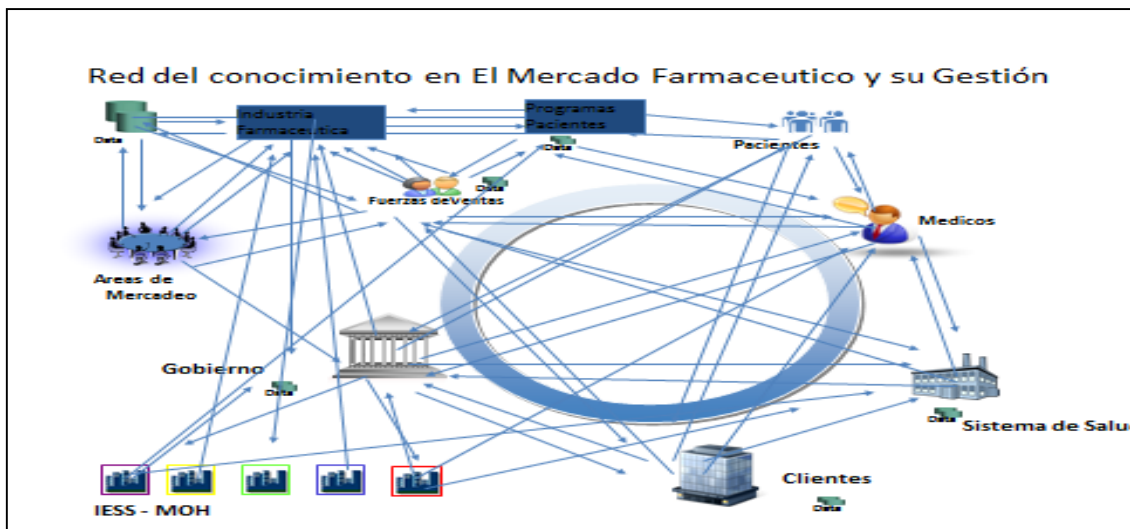 Red del conocimiento en El Mercado Farmaceutico y su Gestión
Data
Industria
Farmaceutica
Programas
Pacientes
Data
Pacientes
Fuerzas deVentas
Data
Medicos
Areas de
Mercadeo
Gobierno
Data
Data
Sistema de Salu
Clientes
Data
IESS - MOH